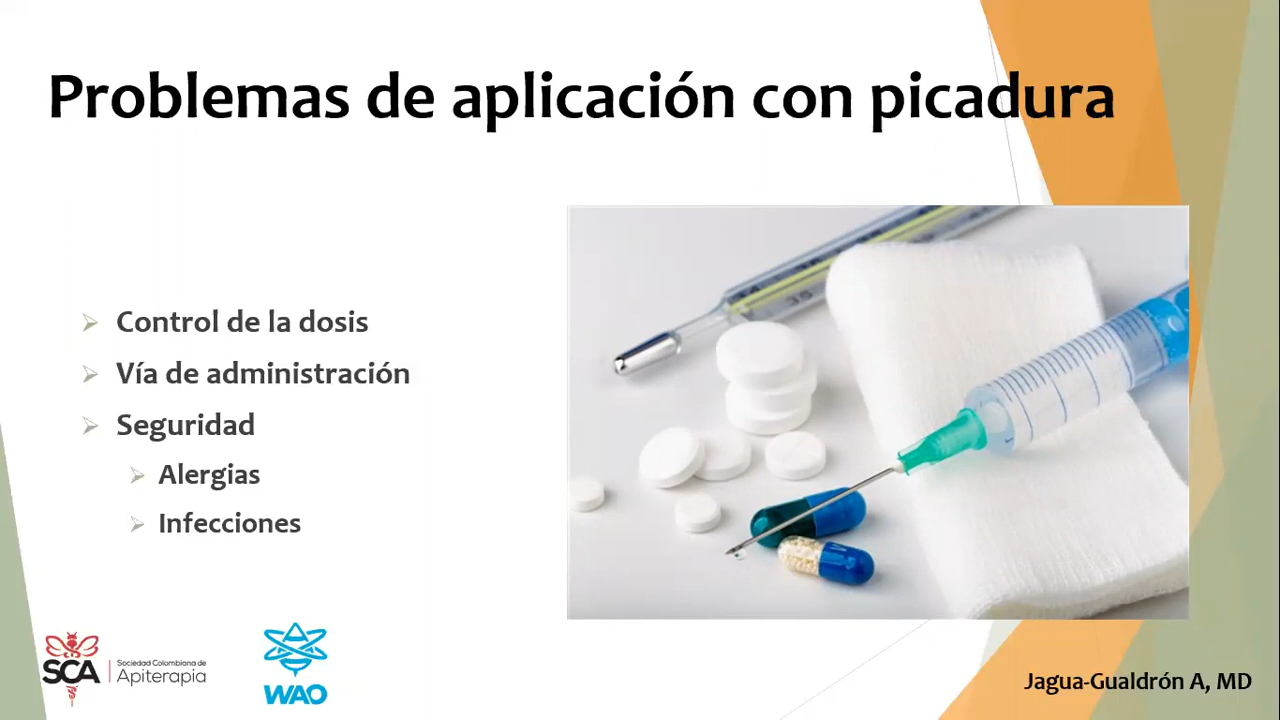 Problemas de aplicación con picadura
Control de la dosis
Vía de administración
Seguridad
Alergias
Infecciones
35
SCA
Sociedad Colombiana de
Apiterapia
WAO
Jagua-Gualdrón A, MD